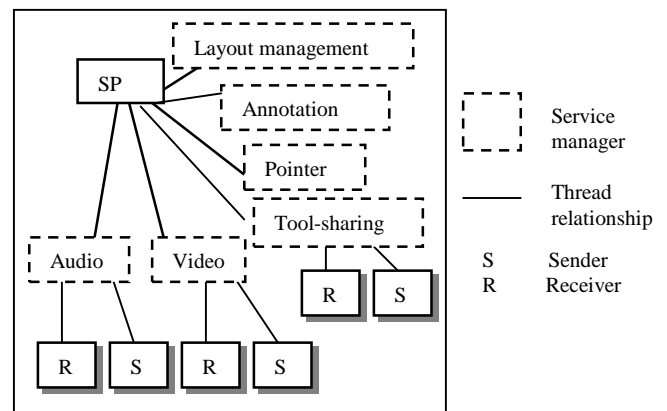 Layout management
SP
Annotation
Pointer
Tool-sharing
Audio
Video
R
S
R
S
R
S
Service
manager
Thread
relationship
S Sender
R Receiver